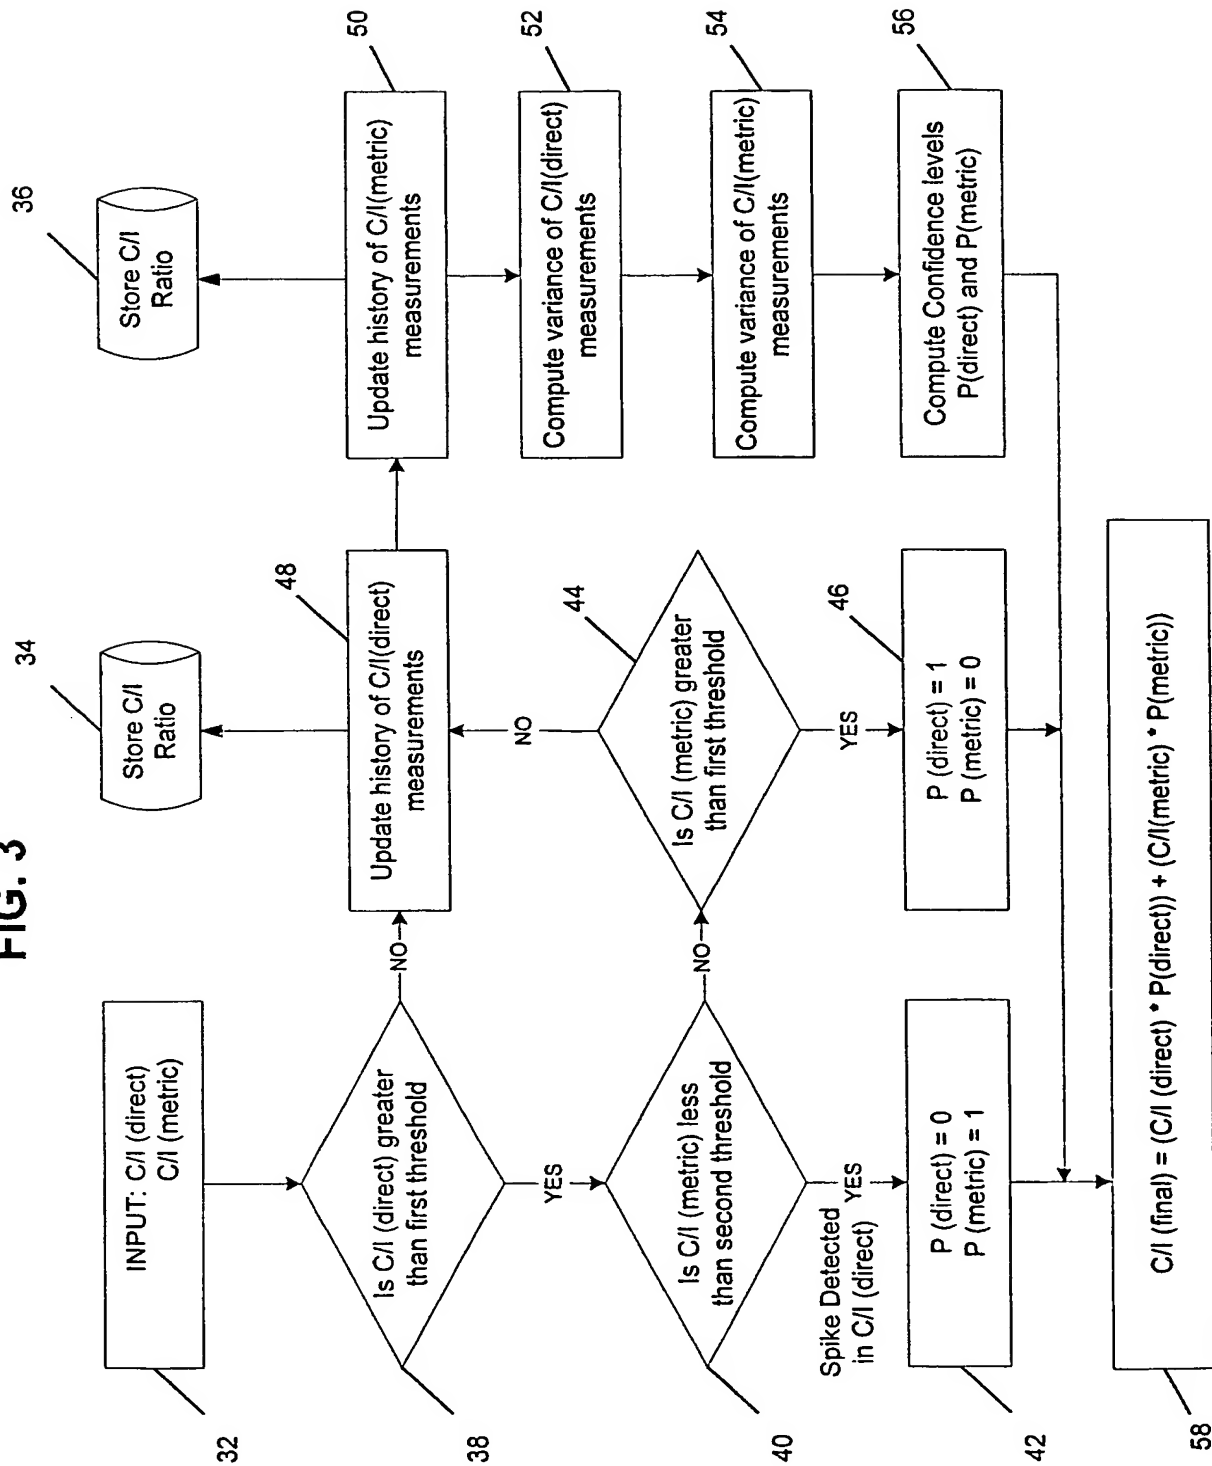 FIG. 3
32
INPUT: C/I (direct)
C/I (metric)
38
Is C/I (direct) greater
than first threshold
NO
YES
40
Is C/I (metric) less
than second threshold
NO
Spike Detected
in C/I (direct)
YES
42
P (direct) = 0
P (metric) = 1
34
Store C/I
Ratio
48
Update history of C/I(direct)
measurements
NO
44
Is C/I (metric) greater
than first threshold
YES
46
P (direct) = 1
P (metric) = 0
36
Store C/I
Ratio
50
Update history of C/I(metric)
measurements
52
Compute variance of C/I(direct)
measurements
54
Compute variance of C/I(metric)
measurements
56
Compute Confidence levels
P(direct) and P(metric)
58
C/I (final) = (C/I (direct) * P(direct)) + (C/I(metric) * P(metric))